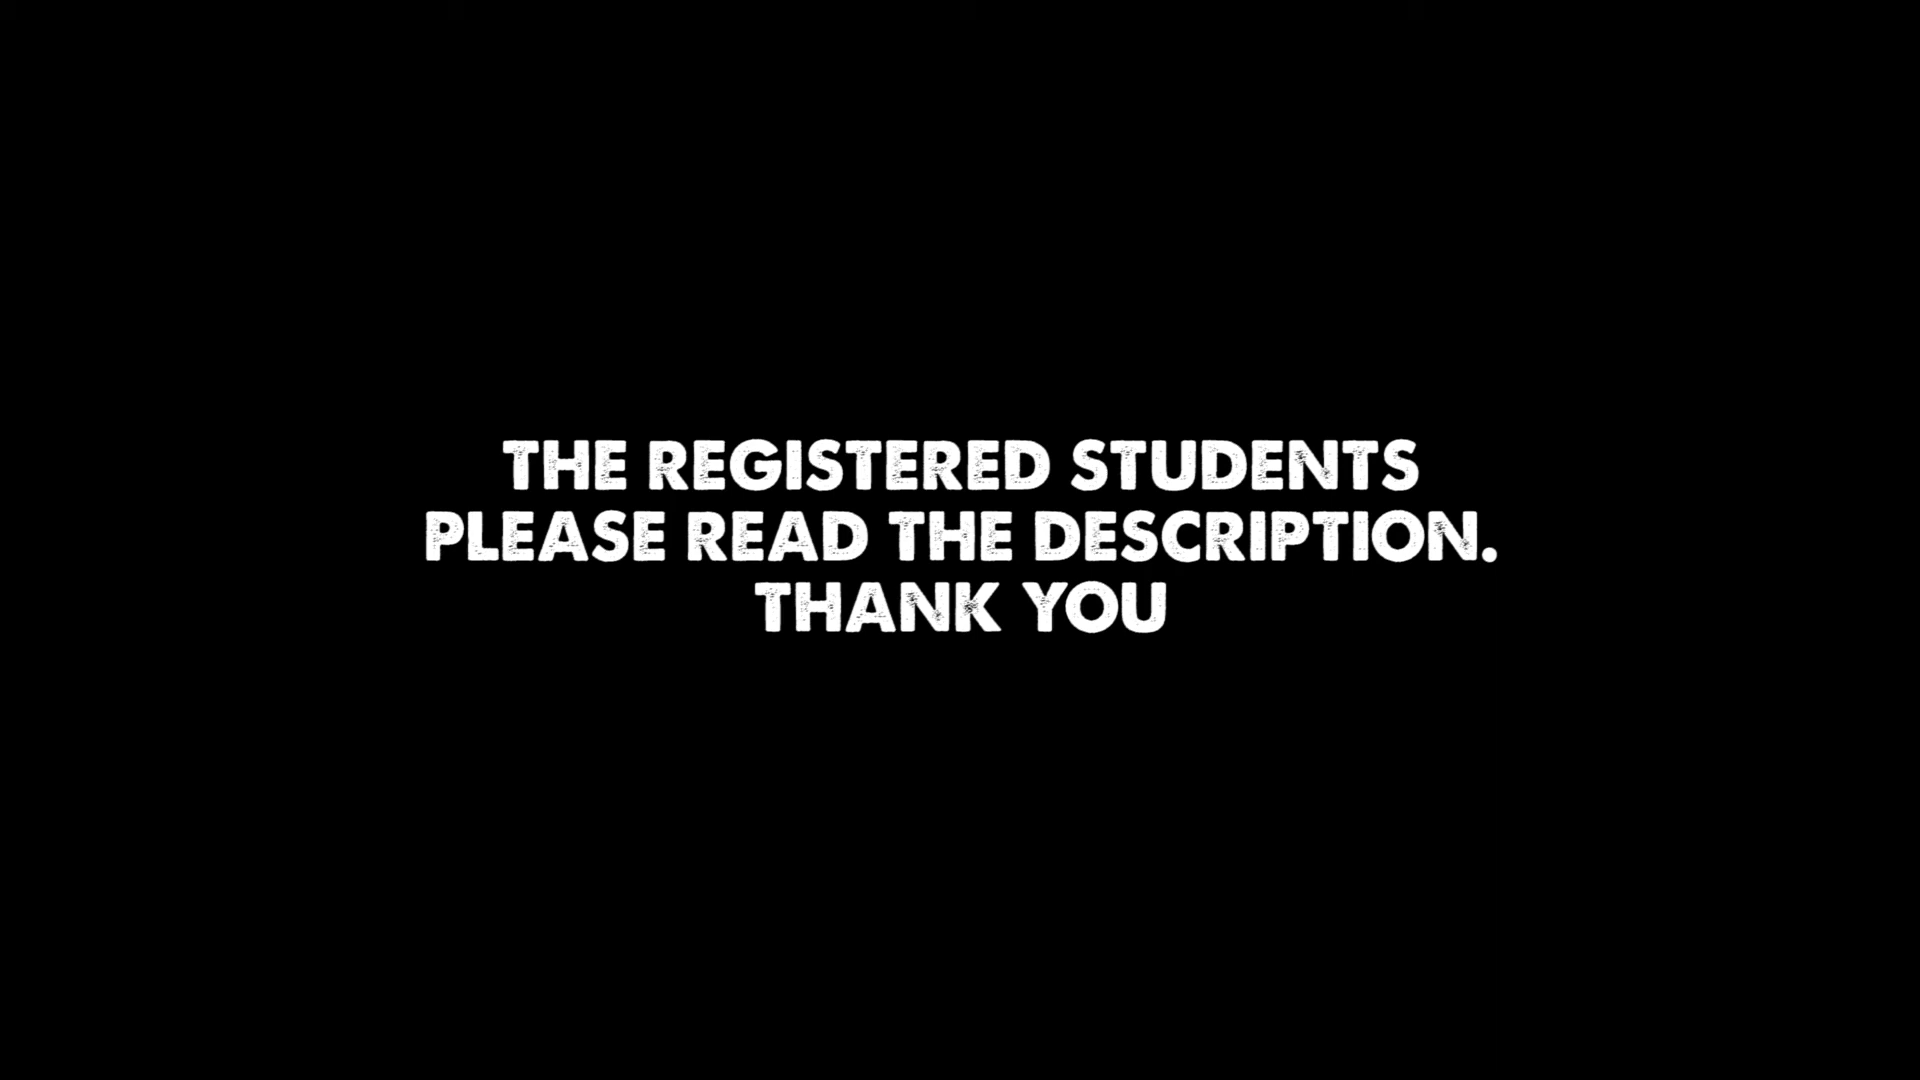 THE REGISTERED STUDENTS
PLEASE READ THE DESCRIPTION.
THANK YOU